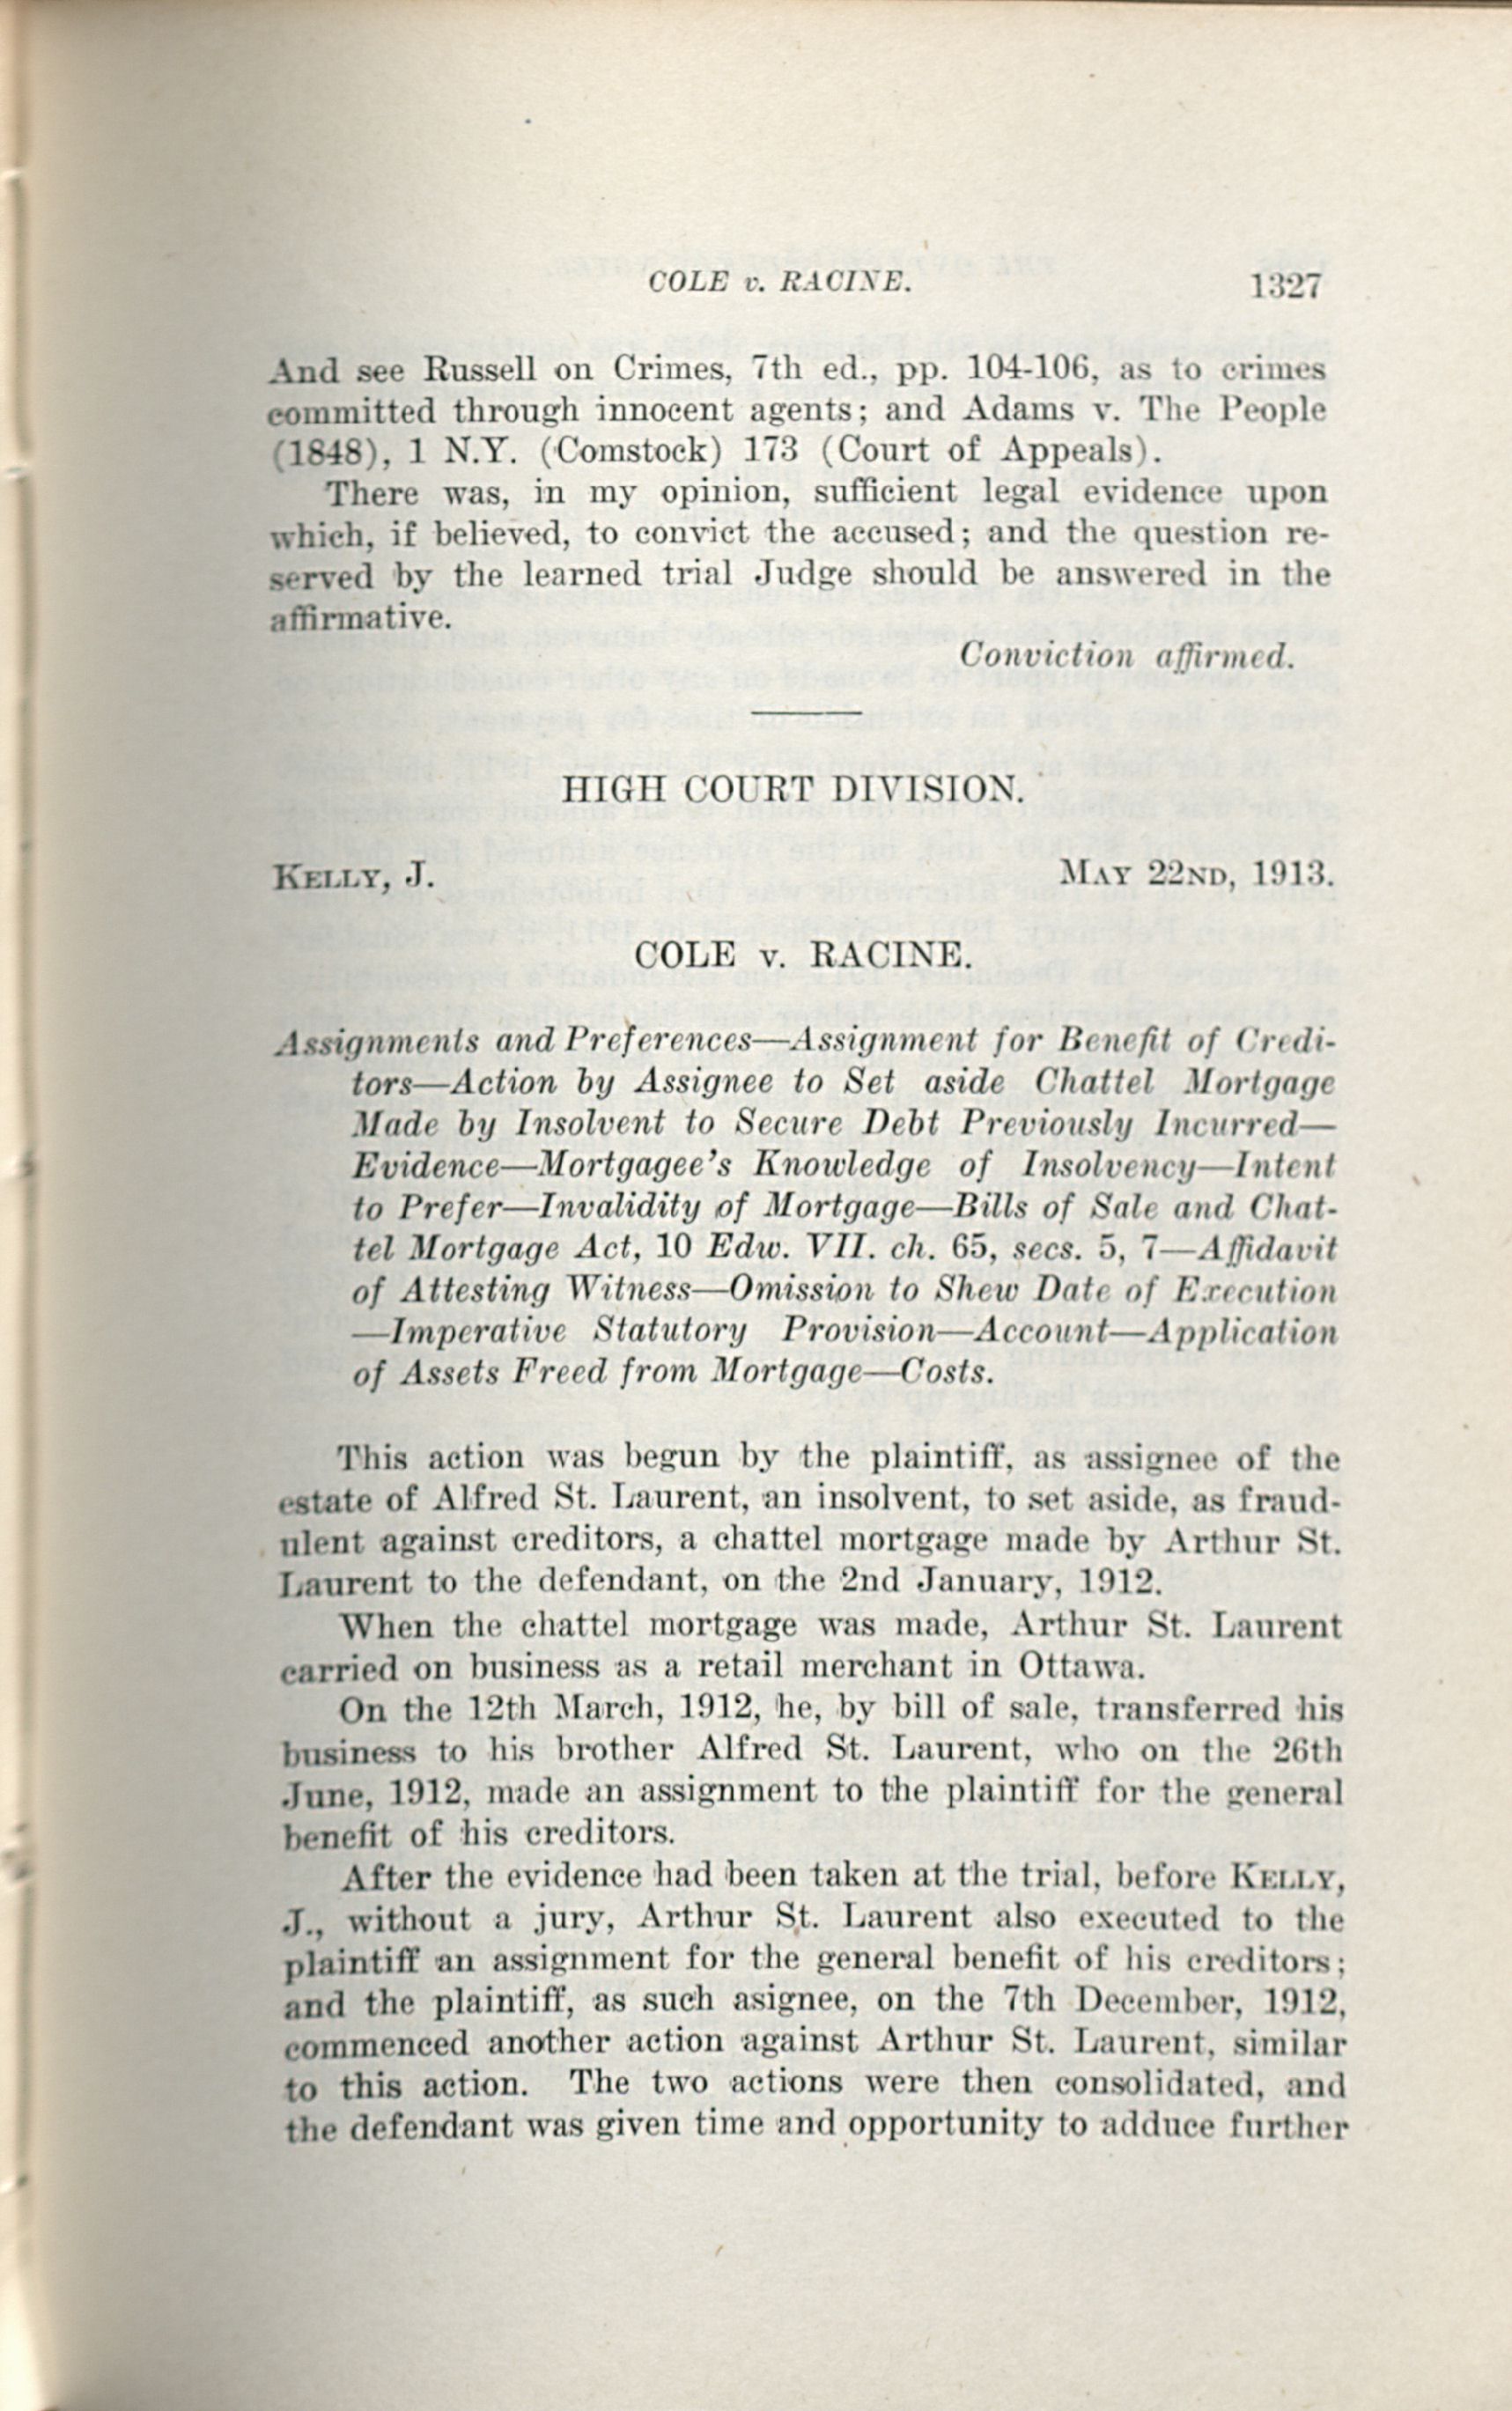 COLE v. RACINE. 1327
And see Russell on Crimes, 7th ed., pp. 104-106, as to crimes
committed through innocent agents; and Adams v. The People
(1848), 1 N.Y. (Comstock) 173 (Court of Appeals).
There was, in my opinion, sufficient legal evidence upon
which, if believed, to convict the accused; and the question re-
served by the learned trial Judge should be answered in the
affirmative.
Conviction affirmed.
HIGH COURT DIVISION.
KELLY, J. MAY 22ND, 1913.
COLE v. RACINE.
Assignments and Preferences—Assignment for Benefit of Credi-
tors—Action by Assignee to Set aside Chattel Mortgage
Made by Insolvent to Secure Debt Previously Incurred—
Evidence—Mortgagee's Knowledge of Insolvency—Intent
to Prefer—Invalidity of Mortgage—Bills of Sale and Chat-
tel Mortgage Act, 10 Edw. VII. ch. 65, secs. 5, 7—Affidavit
of Attesting Witness—Omission to Shew Date of Execution
—Imperative Statutory Provision—Account—Application
of Assets Freed from Mortgage—Costs.
This action was begun by the plaintiff, as assignee of the
estate of Alfred St. Laurent, an insolvent, to set aside, as fraud-
ulent against creditors, a chattel mortgage made by Arthur St.
Laurent to the defendant, on the 2nd January, 1912.
When the chattel mortgage was made, Arthur St. Laurent
carried on business as a retail merchant in Ottawa.
On the 12th March, 1912, he, by bill of sale, transferred his
business to his brother Alfred St. Laurent, who on the 26th
June, 1912, made an assignment to the plaintiff for the general
benefit of his creditors.
After the evidence had been taken at the trial, before KELLY,
J., without a jury, Arthur St. Laurent also executed to the
plaintiff an assignment for the general benefit of his creditors;
and the plaintiff, as such asignee, on the 7th December, 1912,
commenced another action against Arthur St. Laurent, similar
to this action. The two actions were then consolidated, and
the defendant was given time and opportunity to adduce further